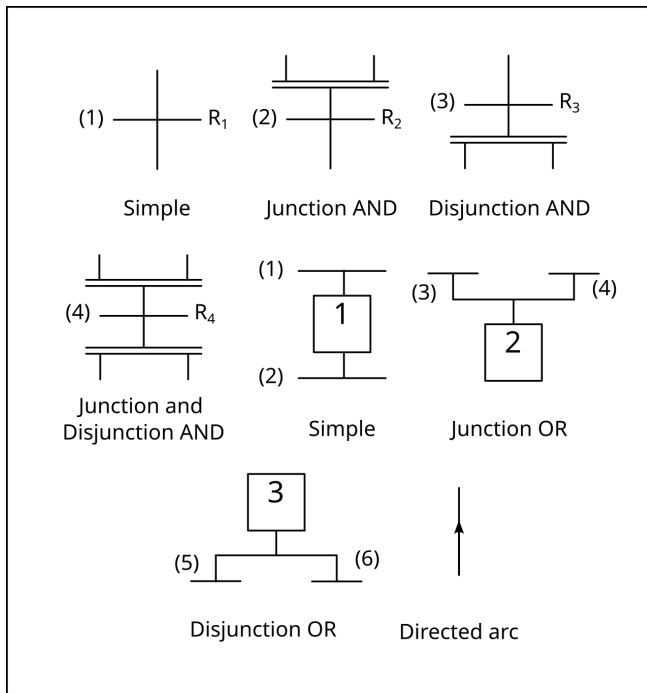 (1) R₁
(2) R₂
(3) R₃
Simple
Junction AND
Disjunction AND
(4) R₄
Junction and
Disjunction AND
(1)
1
(2)
Simple
(3)
(4)
2
Junction OR
3
(5)
(6)
Disjunction OR
Directed arc